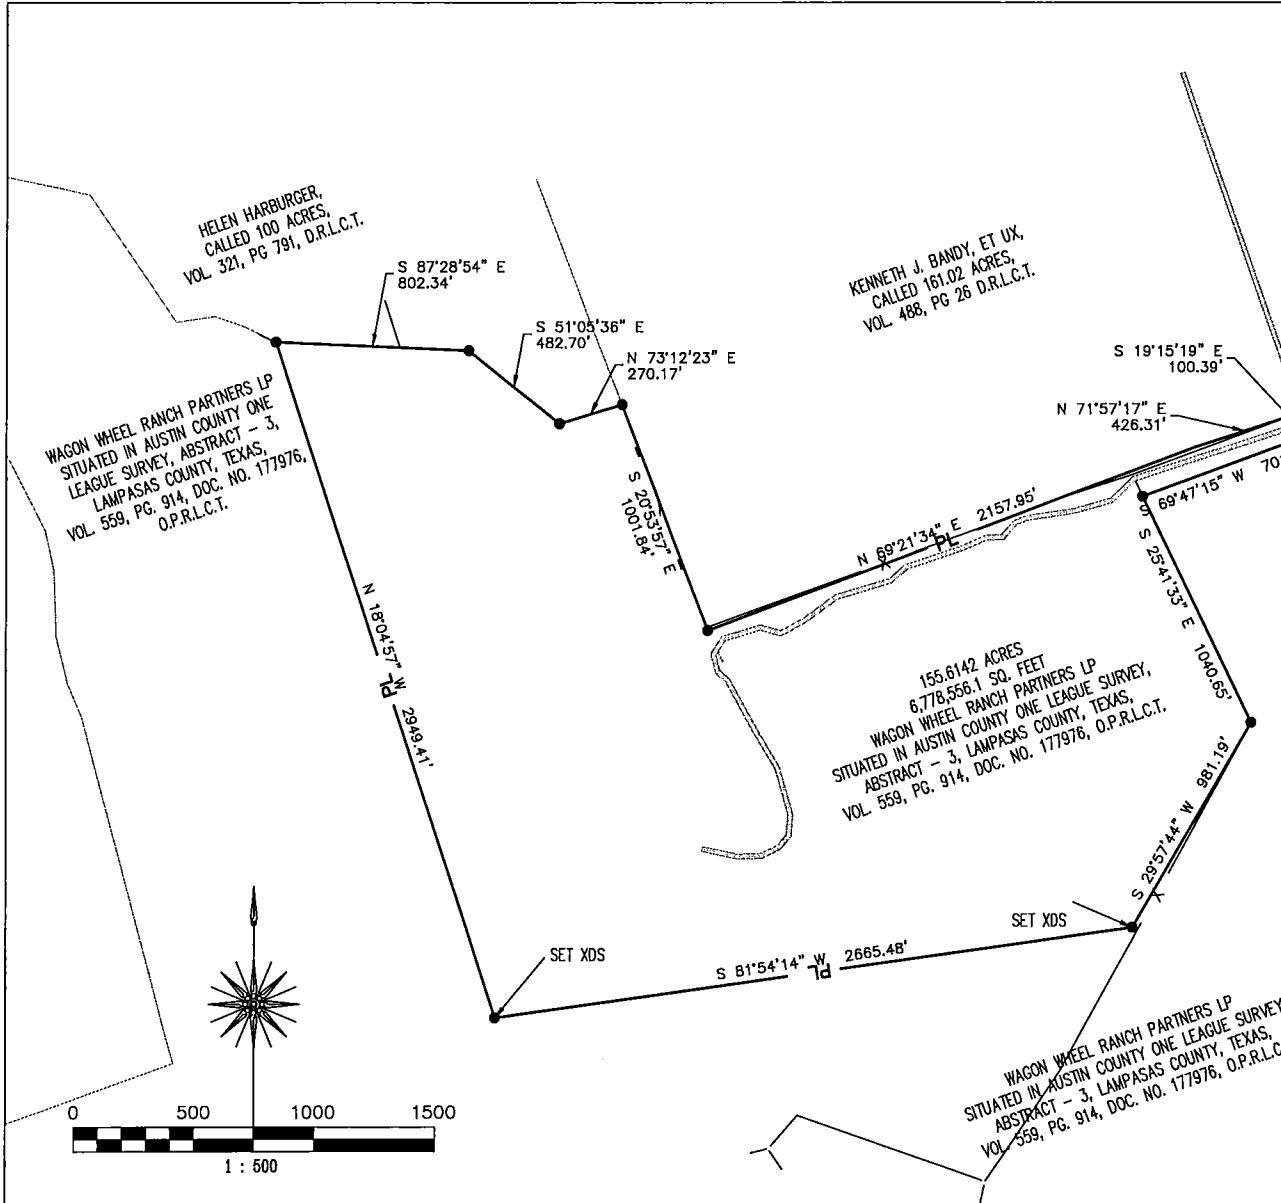 HELEN HARBURGER,
CALLED 100 ACRES,
VOL. 321, PG 791, D.R.L.C.T.
S 87°28'54" E
802.34'
S 51°05'36" E
482.70'
N 73°12'23" E
270.17'
KENNETH J. BANDY, ET UX,
CALLED 161.02 ACRES,
VOL. 488, PG 26 D.R.L.C.T.
S 19°15'19" E
100.39'
N 71°57'17" E
426.31'
WAGON WHEEL RANCH PARTNERS LP
SITUATED IN AUSTIN COUNTY ONE
LEAGUE SURVEY, ABSTRACT - 3,
LAMPASAS COUNTY, TEXAS,
VOL. 559, PG. 914, DOC. NO. 177976,
O.P.R.L.C.T.
S 20°53'57" E
1001.84'
N 69°21'34" E 2157.95'
PL
X
S 69°47'15" W 70
S 25°41'33" E 1040.65'
N 18°04'57" W 2949.41'
PL
155.6142 ACRES
6,778,556.1 SQ. FEET
WAGON WHEEL RANCH PARTNERS LP
SITUATED IN AUSTIN COUNTY ONE LEAGUE SURVEY,
ABSTRACT - 3, LAMPASAS COUNTY, TEXAS,
VOL. 559, PG. 914, DOC. NO. 177976, O.P.R.L.C.T.
S 29°57'44" W 981.19'
X
SET XDS
SET XDS
S 81°54'14" W 2665.48'
PL
WAGON WHEEL RANCH PARTNERS LP
SITUATED IN AUSTIN COUNTY ONE LEAGUE SURVEY
ABSTRACT - 3, LAMPASAS COUNTY, TEXAS,
VOL. 559, PG. 914, DOC. NO. 177976, O.P.R.L.C
0 500 1000 1500
1 : 500